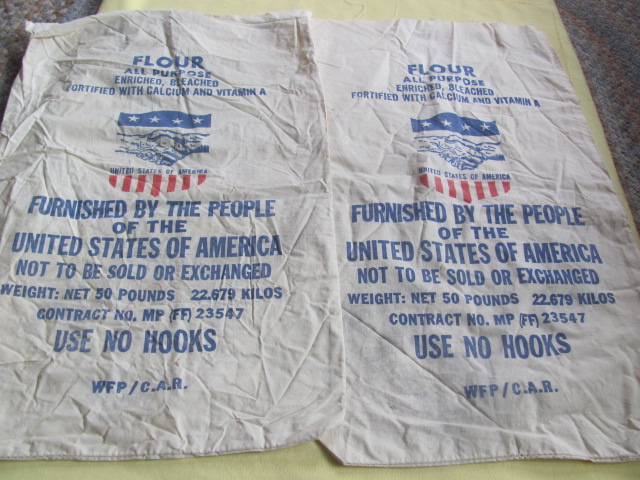 FLOUR
ALL PURPOSE
ENRICHED, BLEACHED
FORTIFIED WITH CALCIUM AND VITAMIN A
UNITED STATES OF AMERICA
FURNISHED BY THE PEOPLE
OF THE
UNITED STATES OF AMERICA
NOT TO BE SOLD OR EXCHANGED
WEIGHT: NET 50 POUNDS 22.679 KILOS
CONTRACT NO. MP (FF) 23547
USE NO HOOKS
WFP/C.A.R.
FLOUR
ALL PURPOSE
ENRICHED, BLEACHED
FORTIFIED WITH CALCIUM AND VITAMIN A
UNITED STATES OF AMERICA
FURNISHED BY THE PEOPLE
OF THE
UNITED STATES OF AMERICA
NOT TO BE SOLD OR EXCHANGED
WEIGHT: NET 50 POUNDS 22.679 KILOS
CONTRACT NO. MP (FF) 23547
USE NO HOOKS
WFP/C.A.R.